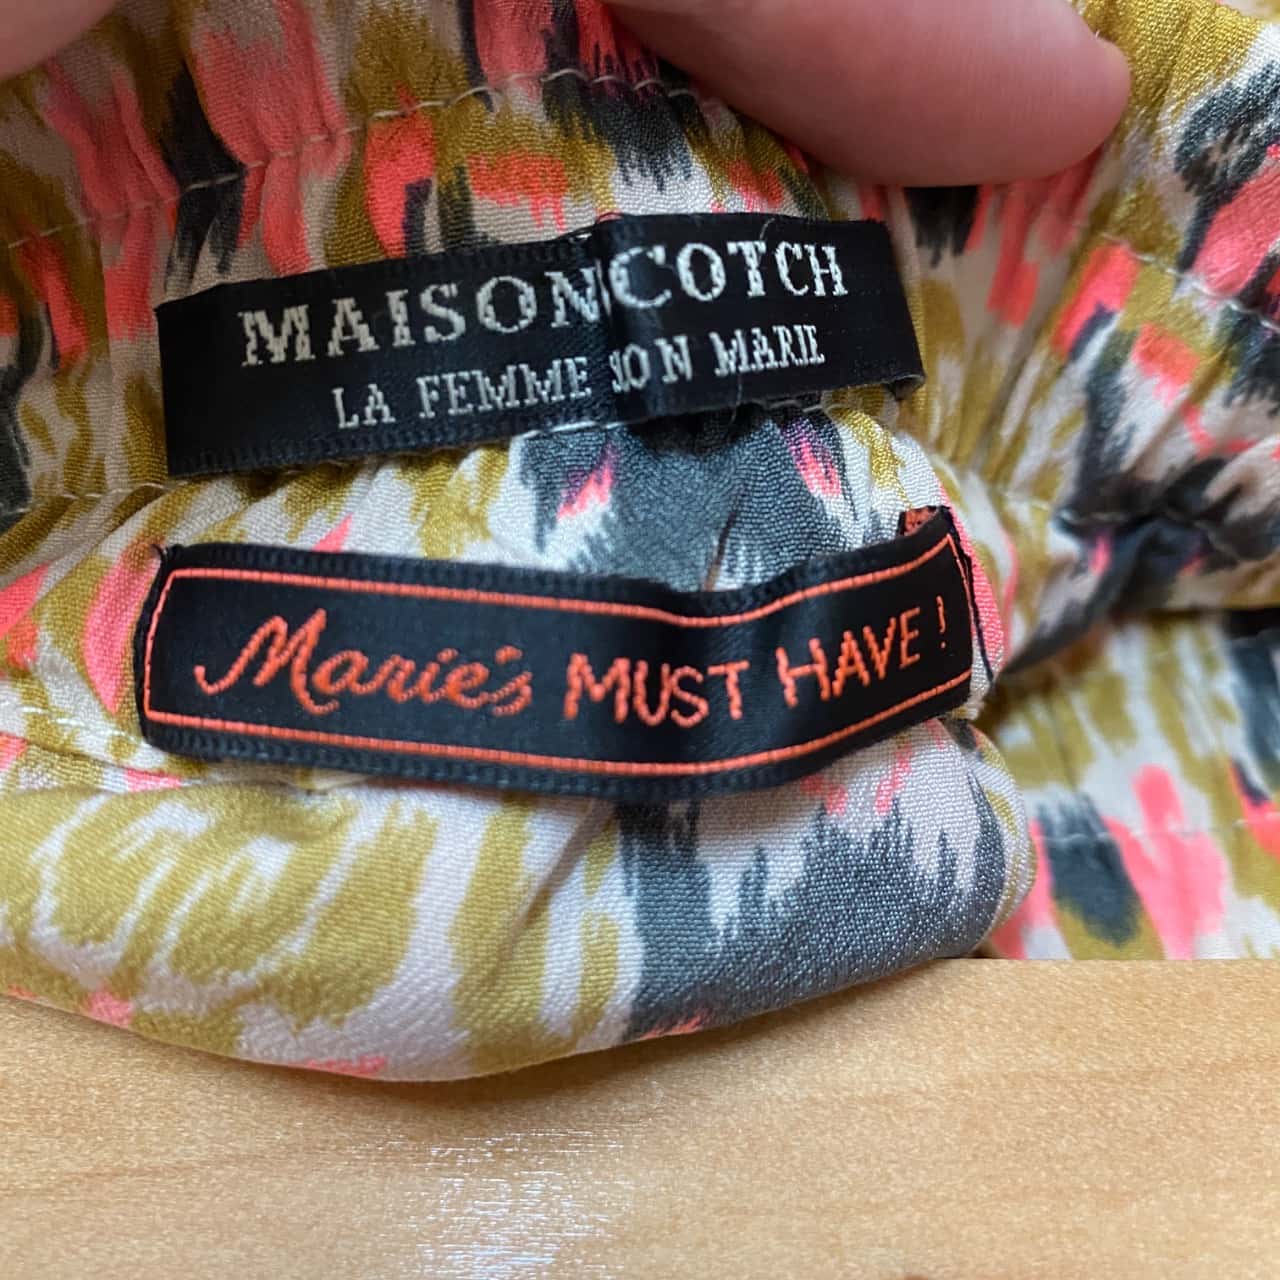 MAISON SCOTCH
LA FEMME SON MARIE
Marie's MUST HAVE !